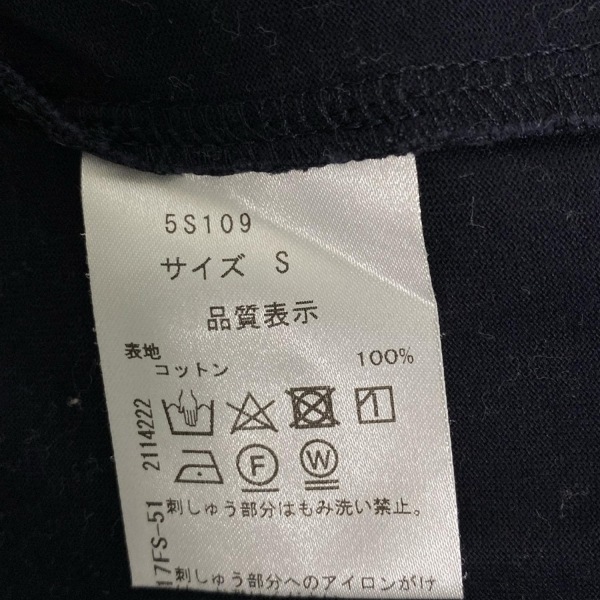 5S109
サイズ S
品質表示
表地
コットン 100%
F W
刺しゅう部分はもみ洗い禁止。
刺しゅう部分へのアイロンがけ
17FS-51 2114222